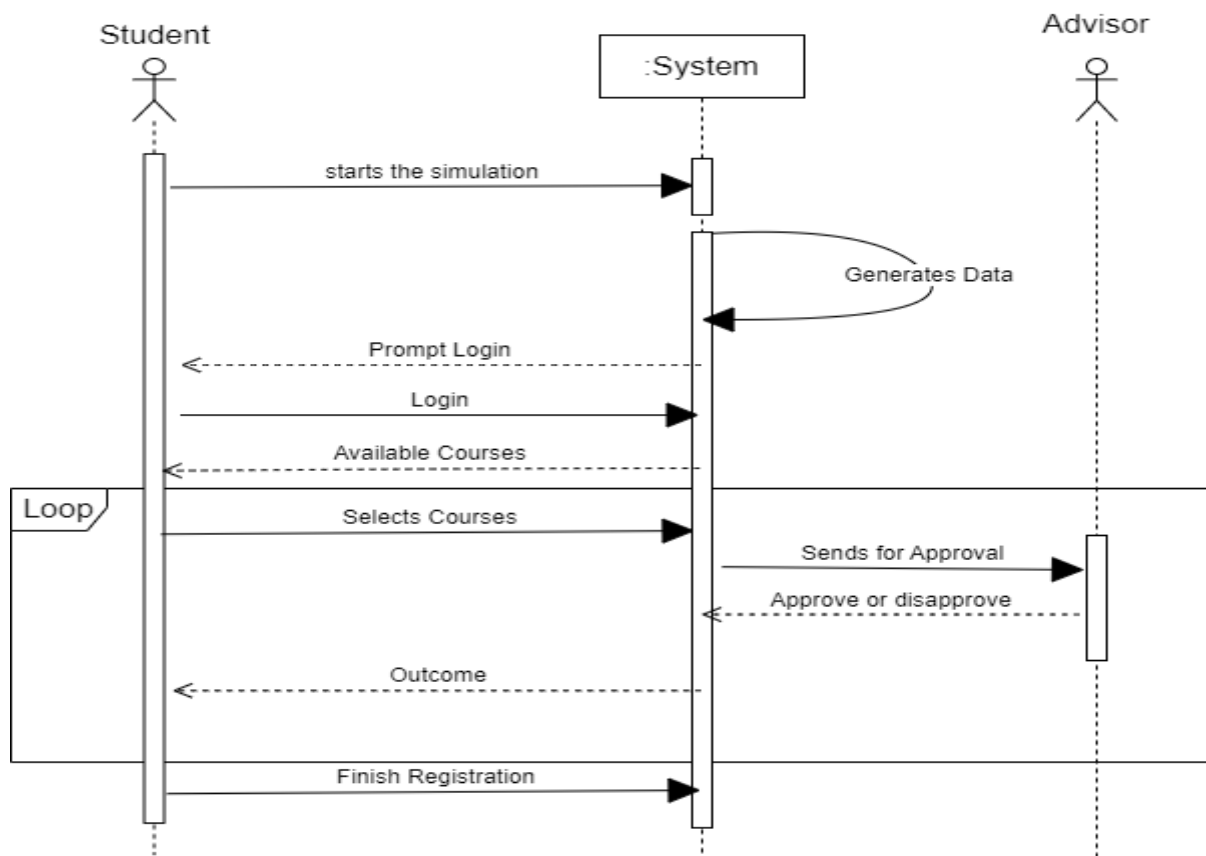 Student
:System
Advisor
starts the simulation
Generates Data
Prompt Login
Login
Available Courses
Loop
Selects Courses
Sends for Approval
Approve or disapprove
Outcome
Finish Registration